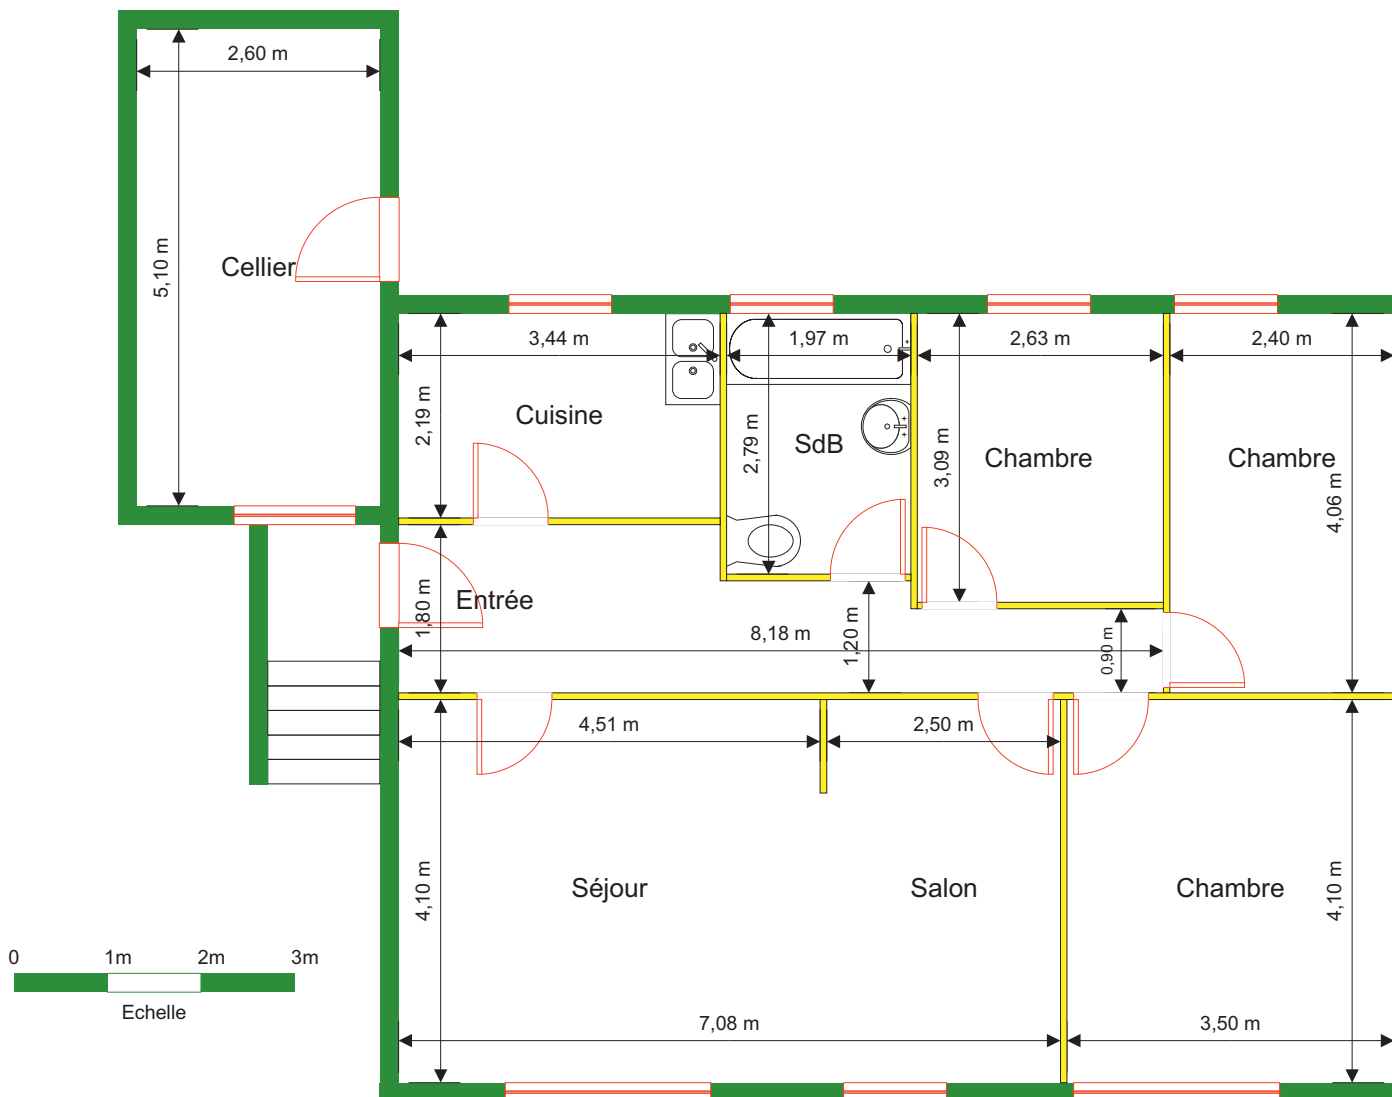 2,60 m
5,10 m
Cellier
3,44 m
1,97 m
2,63 m
2,40 m
2,19 m
Cuisine
2,79 m
SdB
3,09 m
Chambre
Chambre
4,06 m
1,80 m
Entrée
8,18 m
1,20 m
0,90 m
4,51 m
2,50 m
4,10 m
Séjour
Salon
Chambre
4,10 m
0
1m
2m
3m
Echelle
7,08 m
3,50 m